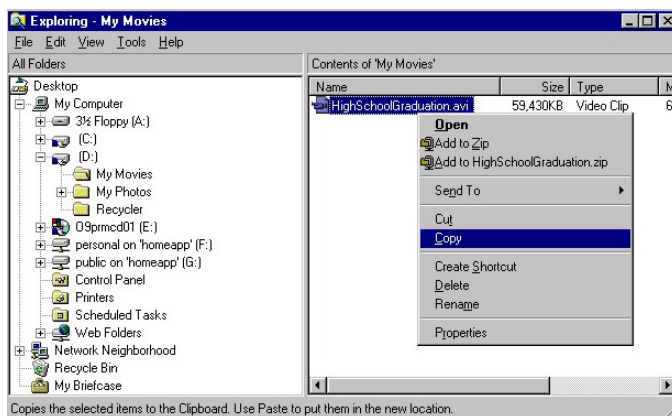 Exploring - My Movies
File Edit View Tools Help
All Folders
Contents of 'My Movies'
Desktop
My Computer
3½ Floppy (A:)
(C:)
(D:)
My Movies
My Photos
Recycler
09prmcd01 (E:)
personal on 'homeapp' (F:)
public on 'homeapp' (G:)
Control Panel
Printers
Scheduled Tasks
Web Folders
Network Neighborhood
Recycle Bin
My Briefcase
Name Size Type M
HighSchoolGraduation.avi 59,430KB Video Clip 6
Open
Add to Zip
Add to HighSchoolGraduation.zip
Send To
Cut
Copy
Create Shortcut
Delete
Rename
Properties
Copies the selected items to the Clipboard. Use Paste to put them in the new location.